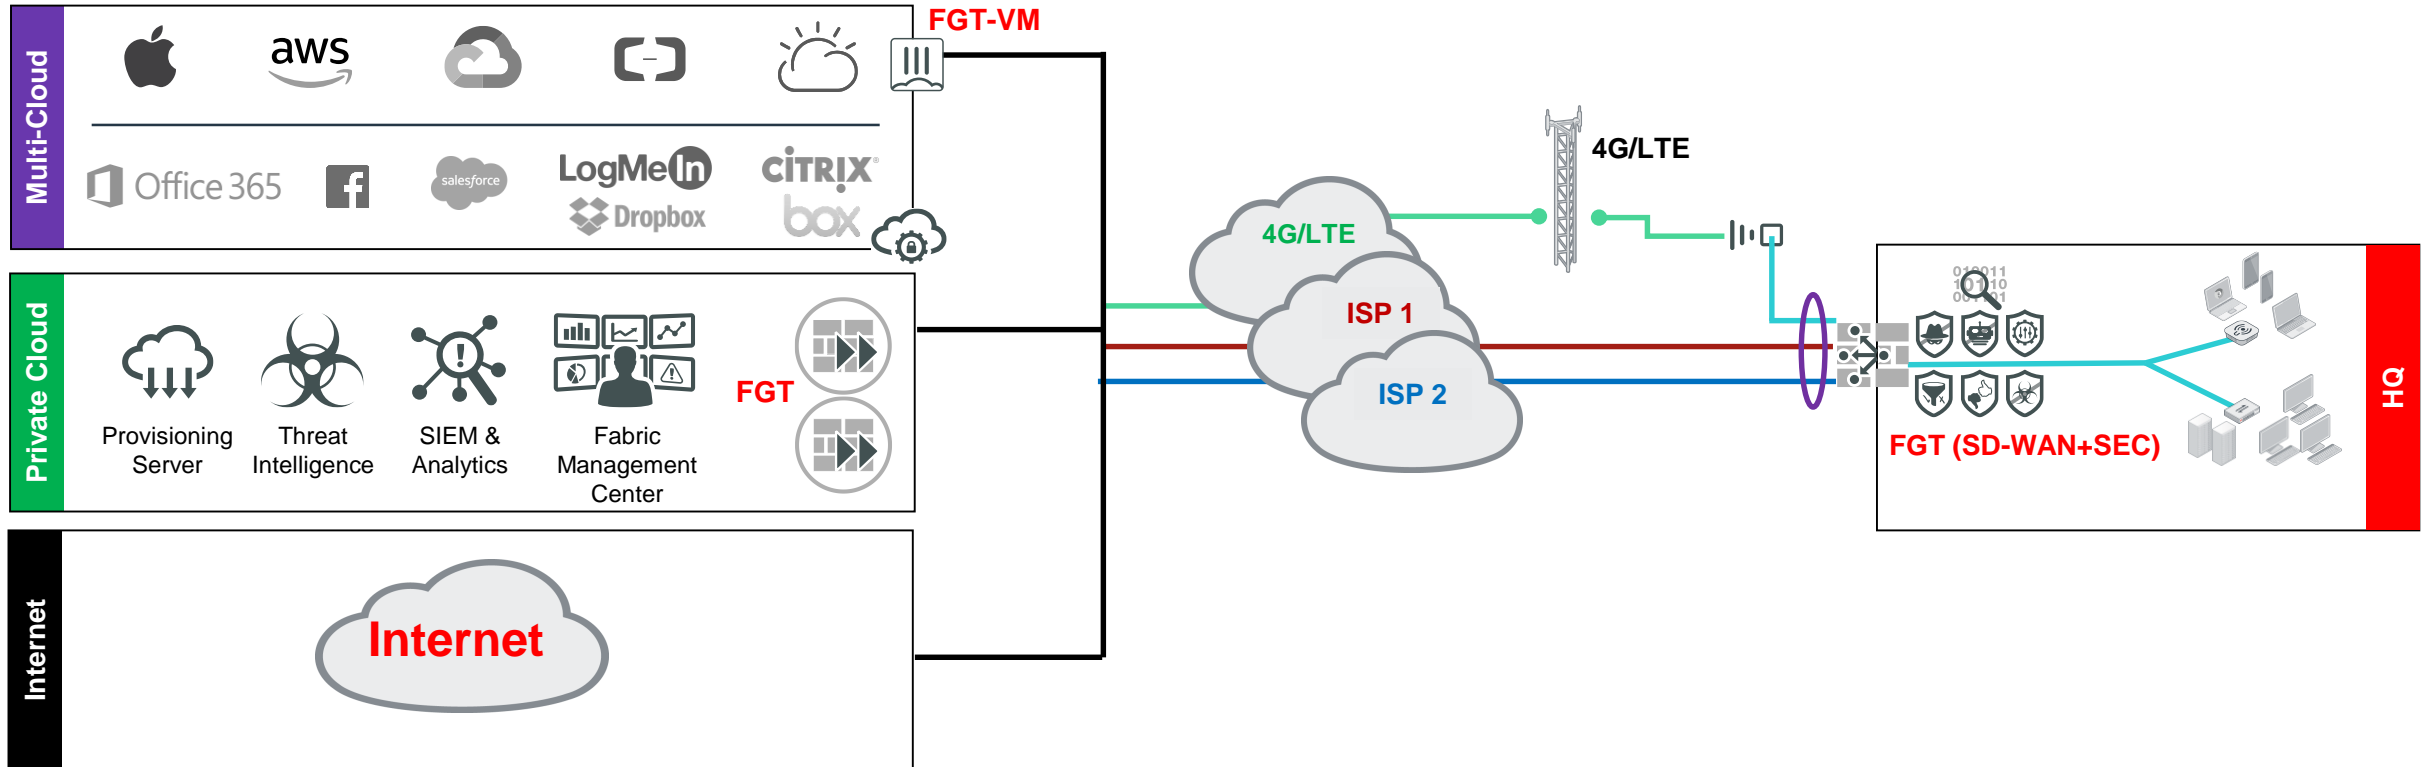 Multi-Cloud
FGT-VM
aws
Office 365
f
salesforce
LogMeIn
Dropbox
CITRIX
box
Private Cloud
Provisioning
Server
Threat
Intelligence
SIEM &
Analytics
Fabric
Management
Center
FGT
Internet
Internet
4G/LTE
ISP 1
ISP 2
4G/LTE
010011
FGT (SD-WAN+SEC)
HQ